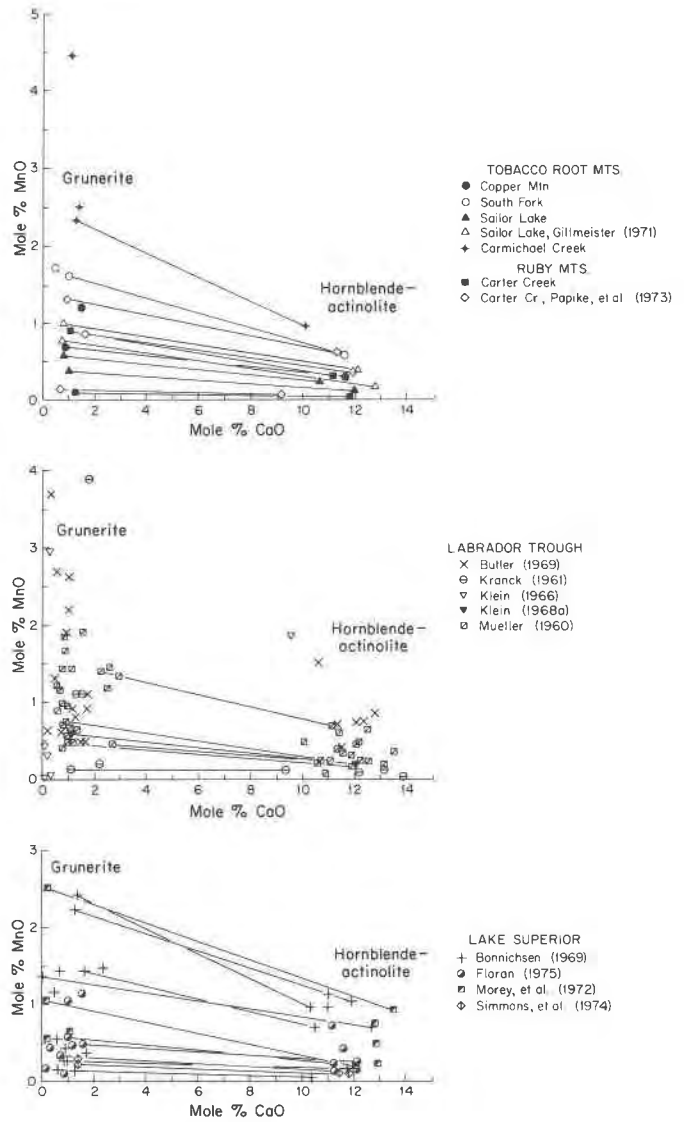 5
4
3
2
1
0
Mole % MnO
Grunerite
Hornblende-
actinolite
0 2 4 6 8 10 12 14
Mole % CaO
TOBACCO ROOT MTS.
Copper Mtn
South Fork
Sailor Lake
Sailor Lake, Gillmeister (1971)
Carmichael Creek
RUBY MTS.
Carter Creek
Carter Cr, Papike, et al (1973)
4
3
2
1
0
Mole % MnO
Grunerite
Hornblende-
actinolite
0 2 4 6 8 10 12 14
Mole % CaO
LABRADOR TROUGH
Butler (1969)
Kranck (1961)
Klein (1966)
Klein (1968a)
Mueller (1960)
3
2
1
0
Mole % MnO
Grunerite
Hornblende-
actinolite
0 2 4 6 8 10 12 14
Mole % CaO
LAKE SUPERIOR
Bonnichsen (1969)
Floran (1975)
Morey, et al. (1972)
Simmons, et al (1974)